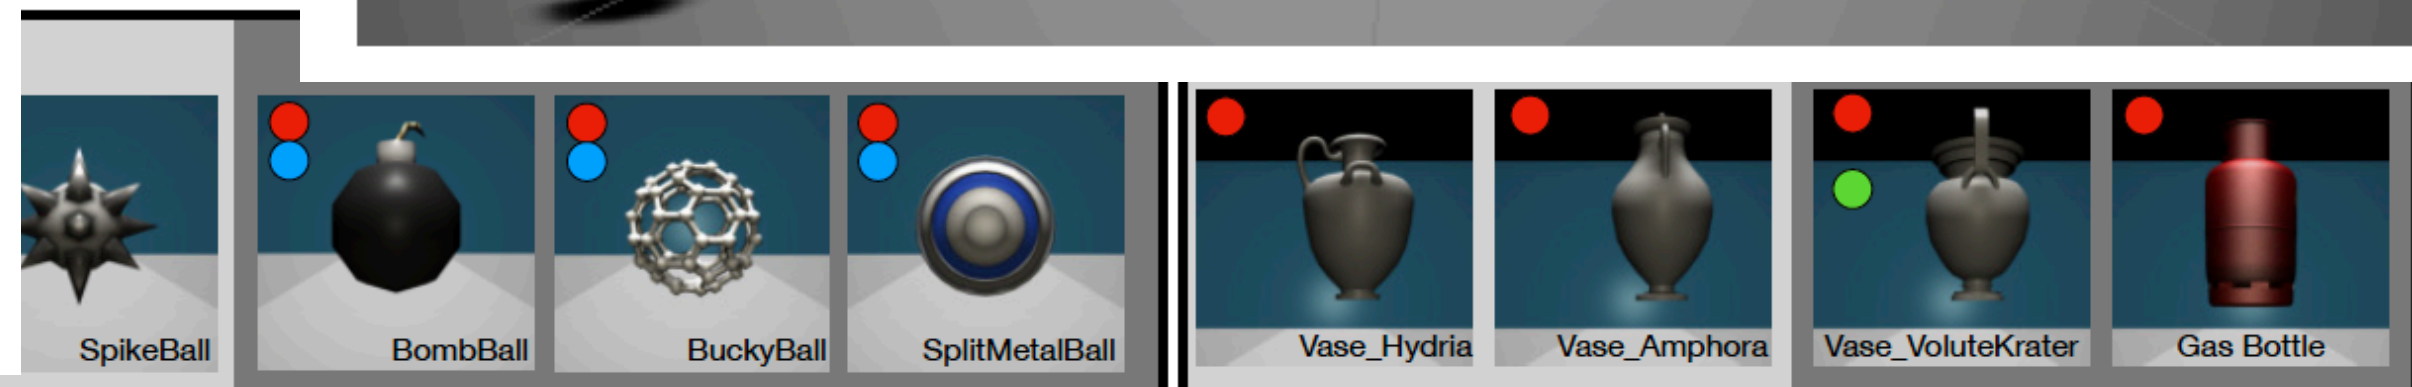 SpikeBall
BombBall
BuckyBall
SplitMetalBall
Vase_Hydria
Vase_Amphora
Vase_VoluteKrater
Gas Bottle